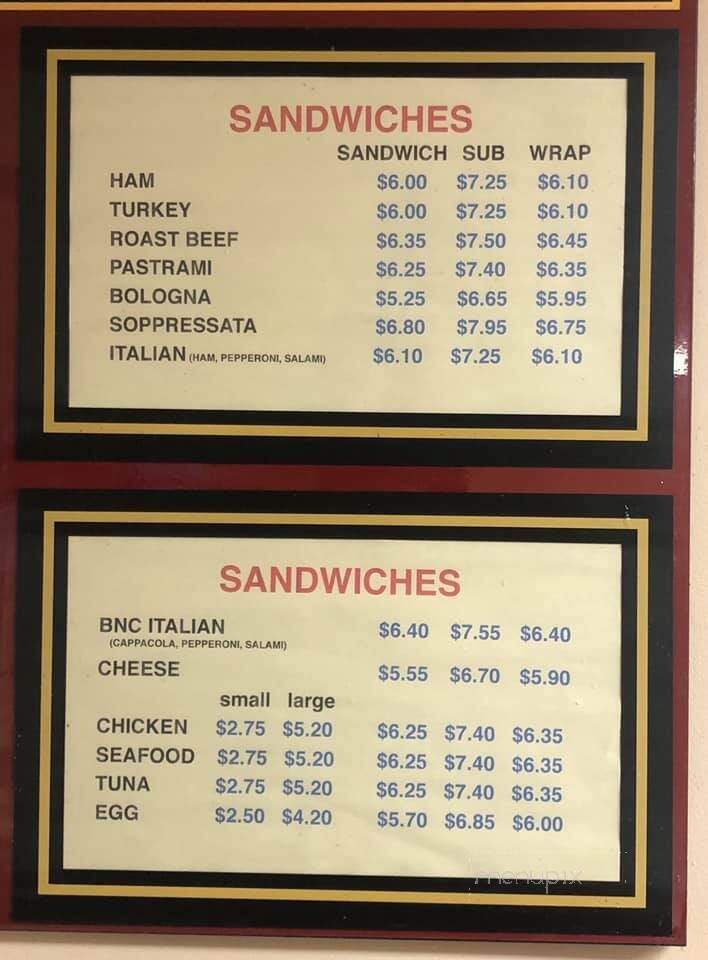 SANDWICHES
SANDWICH SUB WRAP
HAM $6.00 $7.25 $6.10
TURKEY $6.00 $7.25 $6.10
ROAST BEEF $6.35 $7.50 $6.45
PASTRAMI $6.25 $7.40 $6.35
BOLOGNA $5.25 $6.65 $5.95
SOPPRESSATA $6.80 $7.95 $6.75
ITALIAN (HAM, PEPPERONI, SALAMI) $6.10 $7.25 $6.10
SANDWICHES
BNC ITALIAN $6.40 $7.55 $6.40
(CAPPACOLA, PEPPERONI, SALAMI)
CHEESE $5.55 $6.70 $5.90
small large
CHICKEN $2.75 $5.20 $6.25 $7.40 $6.35
SEAFOOD $2.75 $5.20 $6.25 $7.40 $6.35
TUNA $2.75 $5.20 $6.25 $7.40 $6.35
EGG $2.50 $4.20 $5.70 $6.85 $6.00
menupix